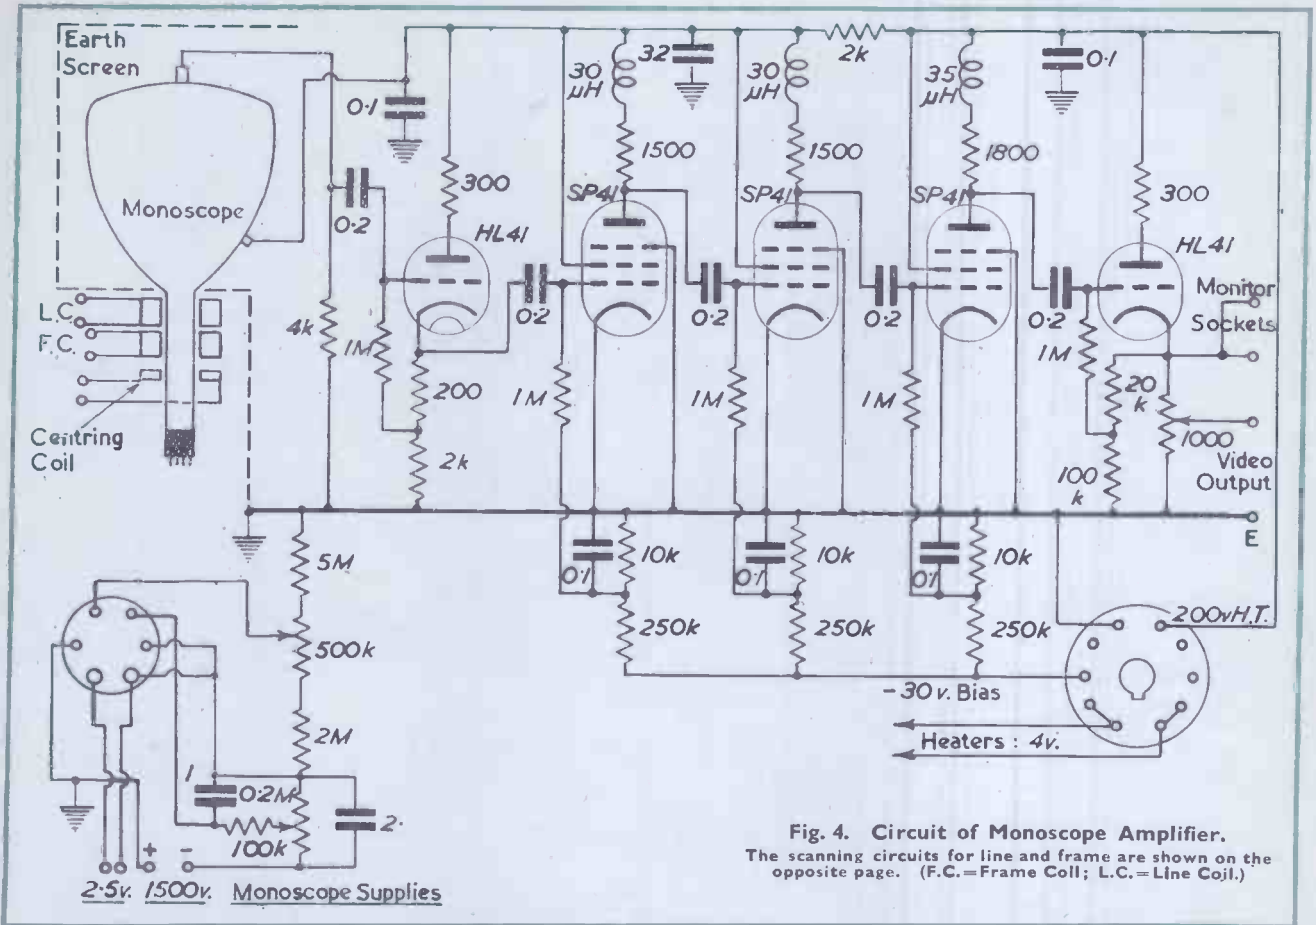 Earth
Screen
Monoscope
L.C.
F.C.
Centring
Coil
0·1
0·2
4k
1M
300
HL41
200
2k
0·2
1M
30
μH
1500
SP41
32
0·2
1M
30
μH
1500
SP41
2k
0·2
1M
35
μH
1800
SP41
0·1
0·2
1M
300
HL41
Monitor
Sockets
20
k
100
k
1000
Video
Output
E
0·1
10k
250k
0·1
10k
250k
0·1
10k
250k
-30 v. Bias
200v H.T.
Heaters : 4v.
5M
500k
2M
1
0·2M
100k
2·
+
-
2·5v. 1500v. Monoscope Supplies
Fig. 4. Circuit of Monoscope Amplifier.
The scanning circuits for line and frame are shown on the
opposite page. (F.C.=Frame Coil; L.C.=Line Coil.)